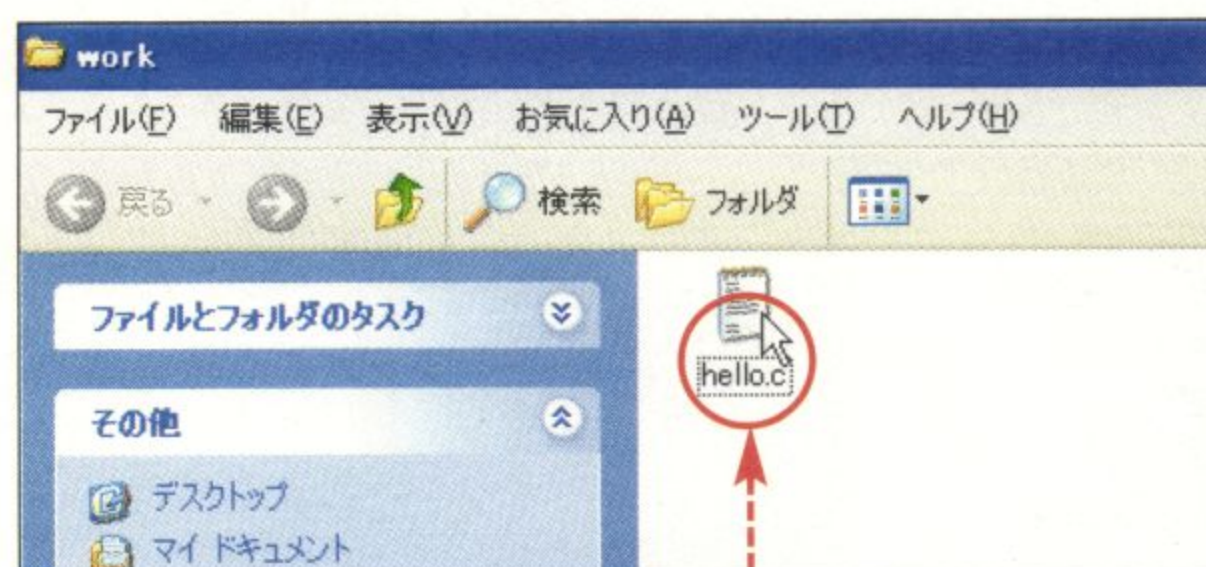 work
ファイル(F) 編集(E) 表示(V) お気に入り(A) ツール(T) ヘルプ(H)
戻る 検索 フォルダ
ファイルとフォルダのタスク
hello.c
その他
デスクトップ
マイ ドキュメント